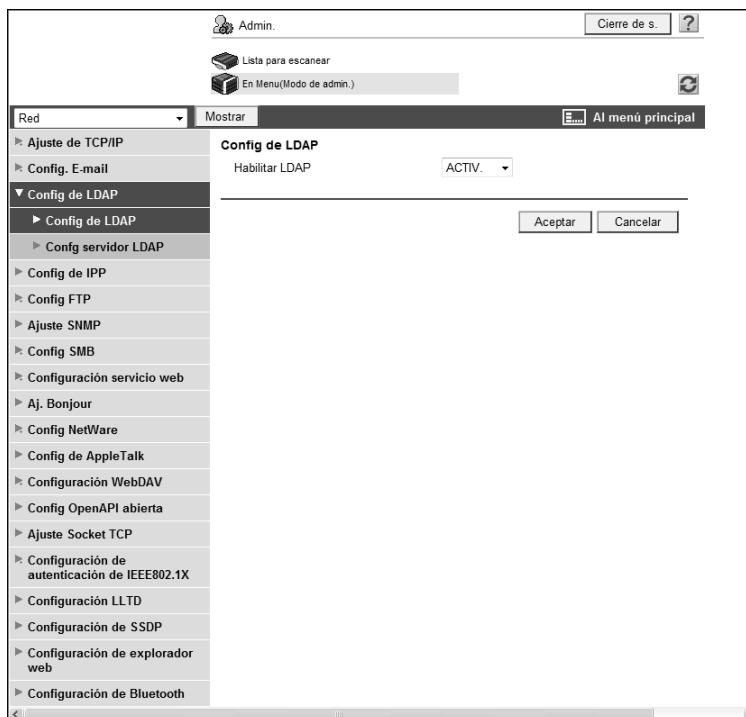 Admin.
Cierre de s.
?
Lista para escanear
En Menu(Modo de admin.)
Red
Mostrar
Al menú principal
Ajuste de TCP/IP
Config. E-mail
Config de LDAP
Config de LDAP
Confg servidor LDAP
Config de IPP
Config FTP
Ajuste SNMP
Config SMB
Configuración servicio web
Aj. Bonjour
Config NetWare
Config de AppleTalk
Configuración WebDAV
Config OpenAPI abierta
Ajuste Socket TCP
Configuración de
autenticación de IEEE802.1X
Configuración LLTD
Configuración de SSDP
Configuración de explorador
web
Configuración de Bluetooth
Config de LDAP
Habilitar LDAP
ACTIV.
Aceptar
Cancelar